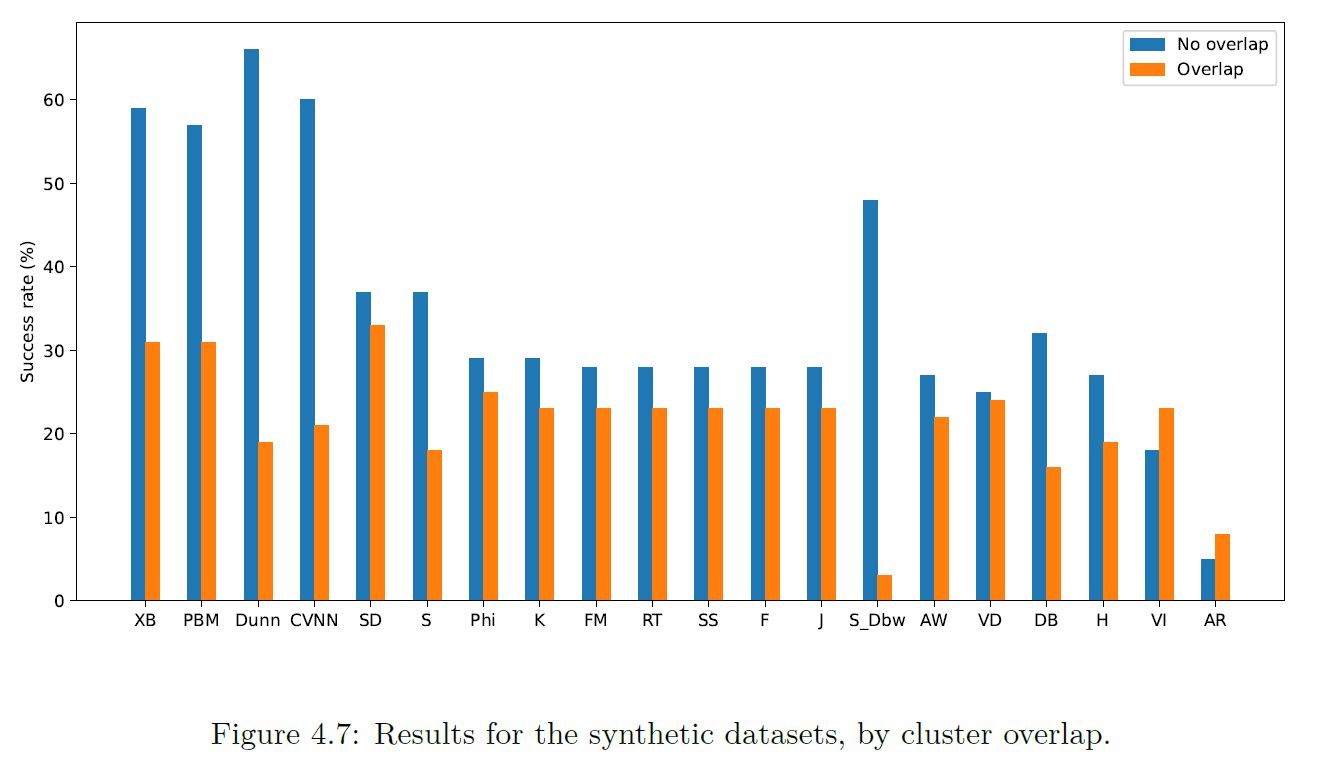 No overlap
Overlap
Success rate (%)
60
50
40
30
20
10
0
XB PBM Dunn CVNN SD S Phi K FM RT SS F J S_Dbw AW VD DB H VI AR
Figure 4.7: Results for the synthetic datasets, by cluster overlap.